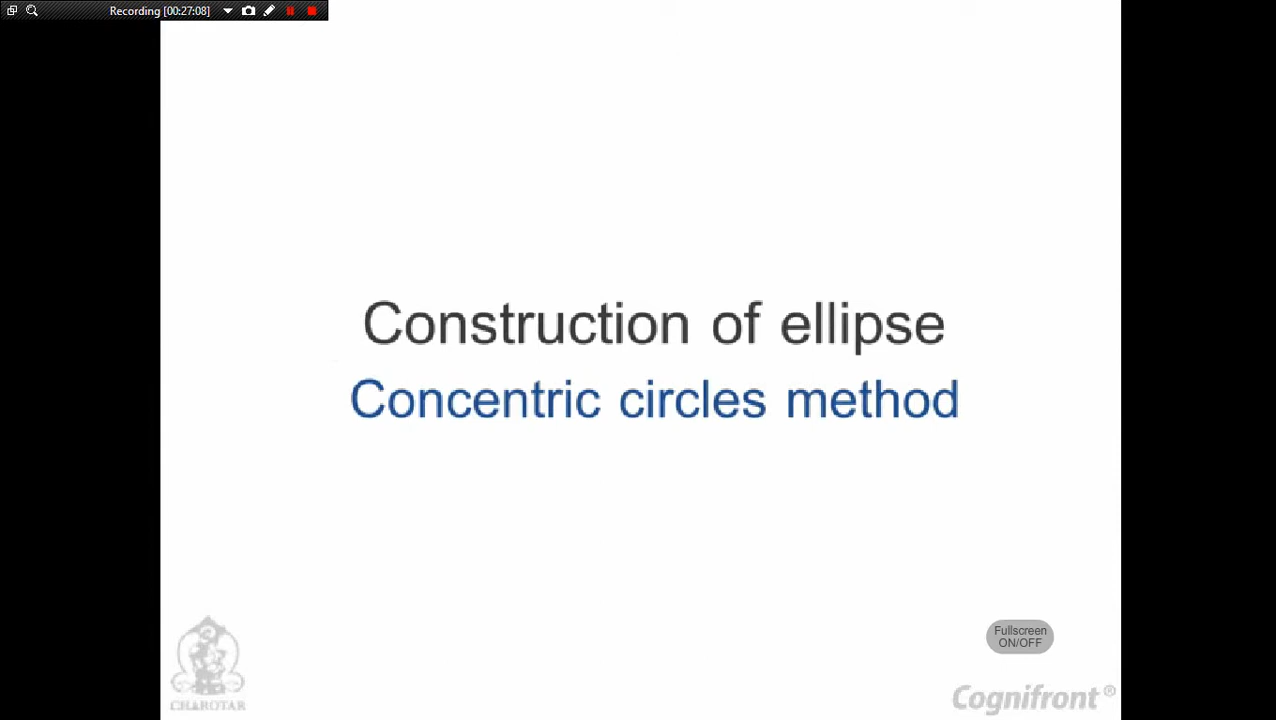 Recording [00:27:08]
Construction of ellipse
Concentric circles method
Fullscreen
ON/OFF
CHAROTAR
Cognifront ®